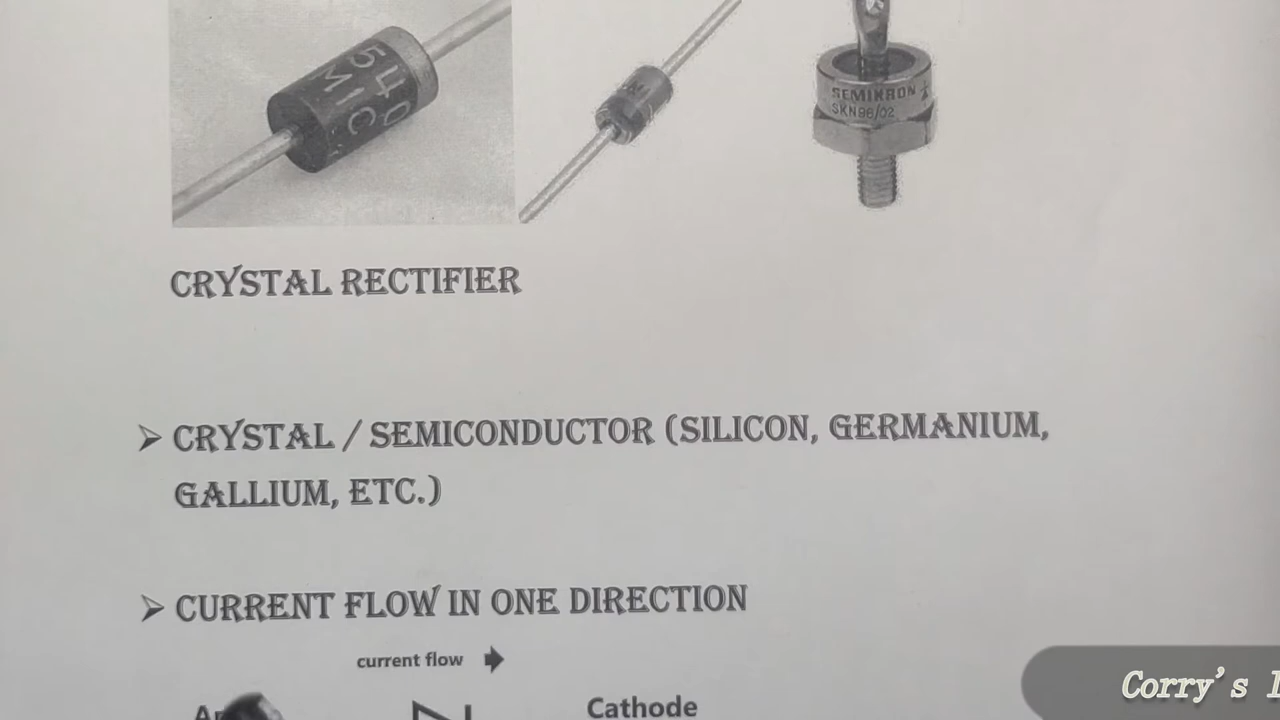 540
MIC
SEMIKRON
SKN96/02
CRYSTAL RECTIFIER
➢ CRYSTAL / SEMICONDUCTOR (SILICON, GERMANIUM,
GALLIUM, ETC.)
➢ CURRENT FLOW IN ONE DIRECTION
current flow
Cathode
Corry's